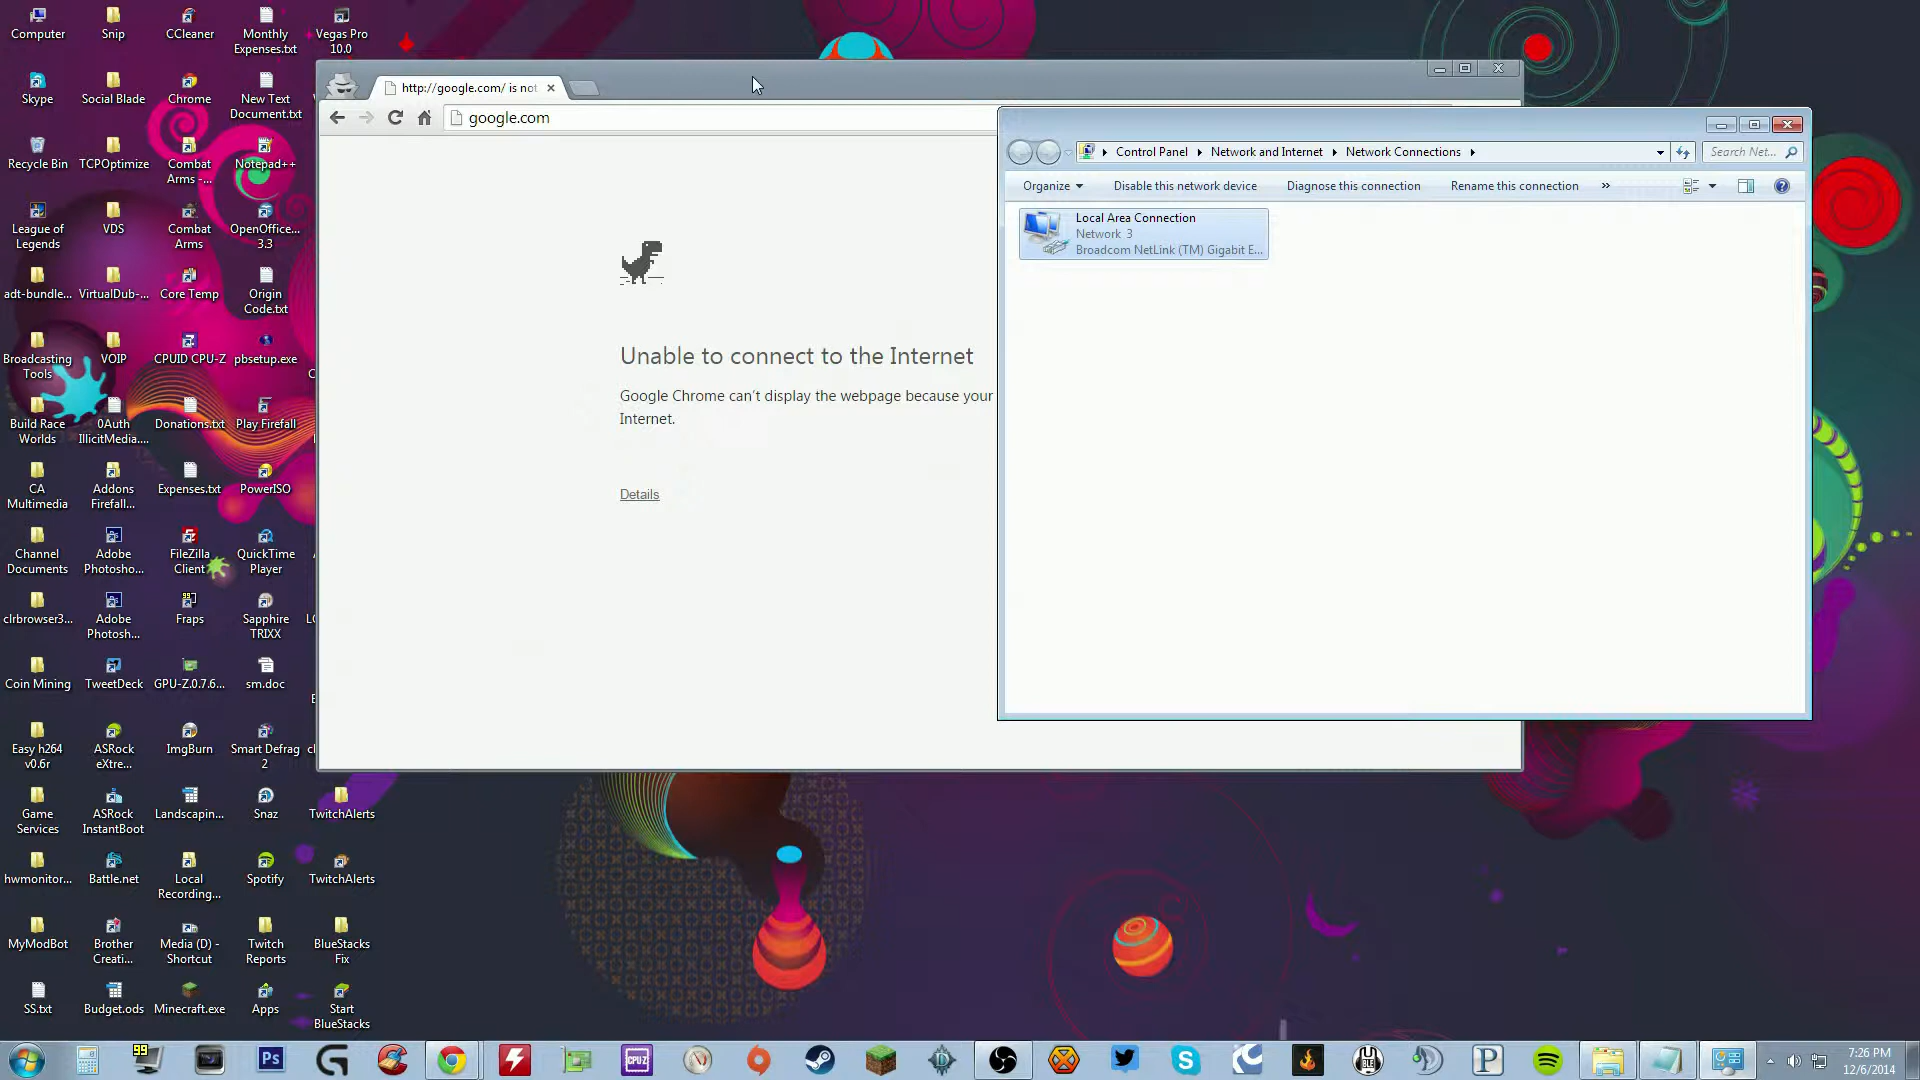 Computer
Snip
CCleaner
Monthly
Expenses.txt
Vegas Pro
10.0
Skype
Social Blade
Chrome
New Text
Document.txt
Recycle Bin
TCPOptimize
Combat
Arms -...
Notepad++
League of
Legends
VDS
Combat
Arms
OpenOffice...
3.3
adt-bundle...
VirtualDub-...
Core Temp
Origin
Code.txt
Broadcasting
Tools
VOIP
CPUID CPU-Z
pbsetup.exe
Build Race
Worlds
0Auth
IllicitMedia....
Donations.txt
Play Firefall
CA
Multimedia
Addons
Firefall...
Expenses.txt
PowerISO
Channel
Documents
Adobe
Photosho...
FileZilla
Client
QuickTime
Player
clrbrowser3...
Adobe
Photosh...
Fraps
Sapphire
TRIXX
Coin Mining
TweetDeck
GPU-Z.0.7.6...
sm.doc
Easy h264
v0.6r
ASRock
eXtre...
ImgBurn
Smart Defrag
2
Game
Services
ASRock
InstantBoot
Landscapin...
Snaz
TwitchAlerts
hwmonitor...
Battle.net
Local
Recording...
Spotify
TwitchAlerts
MyModBot
Brother
Creati...
Media (D) -
Shortcut
Twitch
Reports
BlueStacks
Fix
SS.txt
Budget.ods
Minecraft.exe
Apps
Start
BlueStacks
http://google.com/ is not
google.com
Unable to connect to the Internet
Google Chrome can't display the webpage because your
Internet.
Details
Control Panel
Network and Internet
Network Connections
Search Net...
Organize
Disable this network device
Diagnose this connection
Rename this connection
»
Local Area Connection
Network 3
Broadcom NetLink (TM) Gigabit E...
99
Ps
CPU-Z
P
7:26 PM
12/6/2014